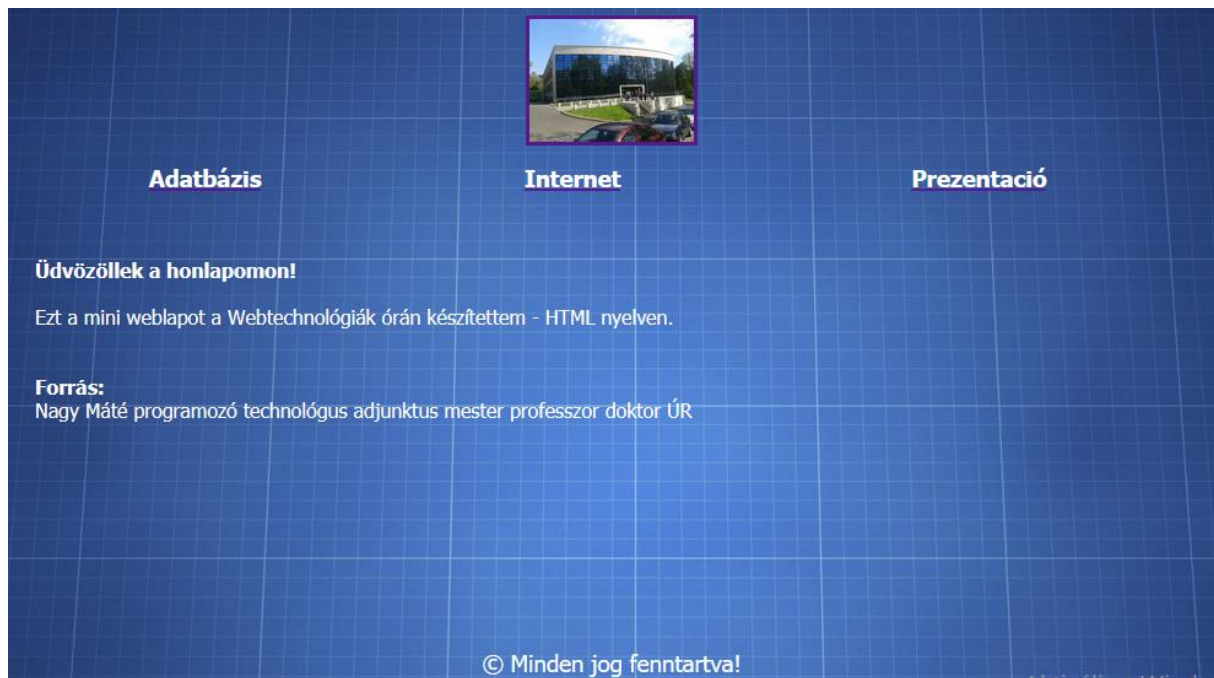 Adatbázis Internet Prezentació
Üdvözöllek a honlapomon!
Ezt a mini weblapot a Webtechnológiák órán készítettem - HTML nyelven.
Forrás:
Nagy Máté programozó technológus adjunktus mester professzor doktor ÚR
© Minden jog fenntartva!